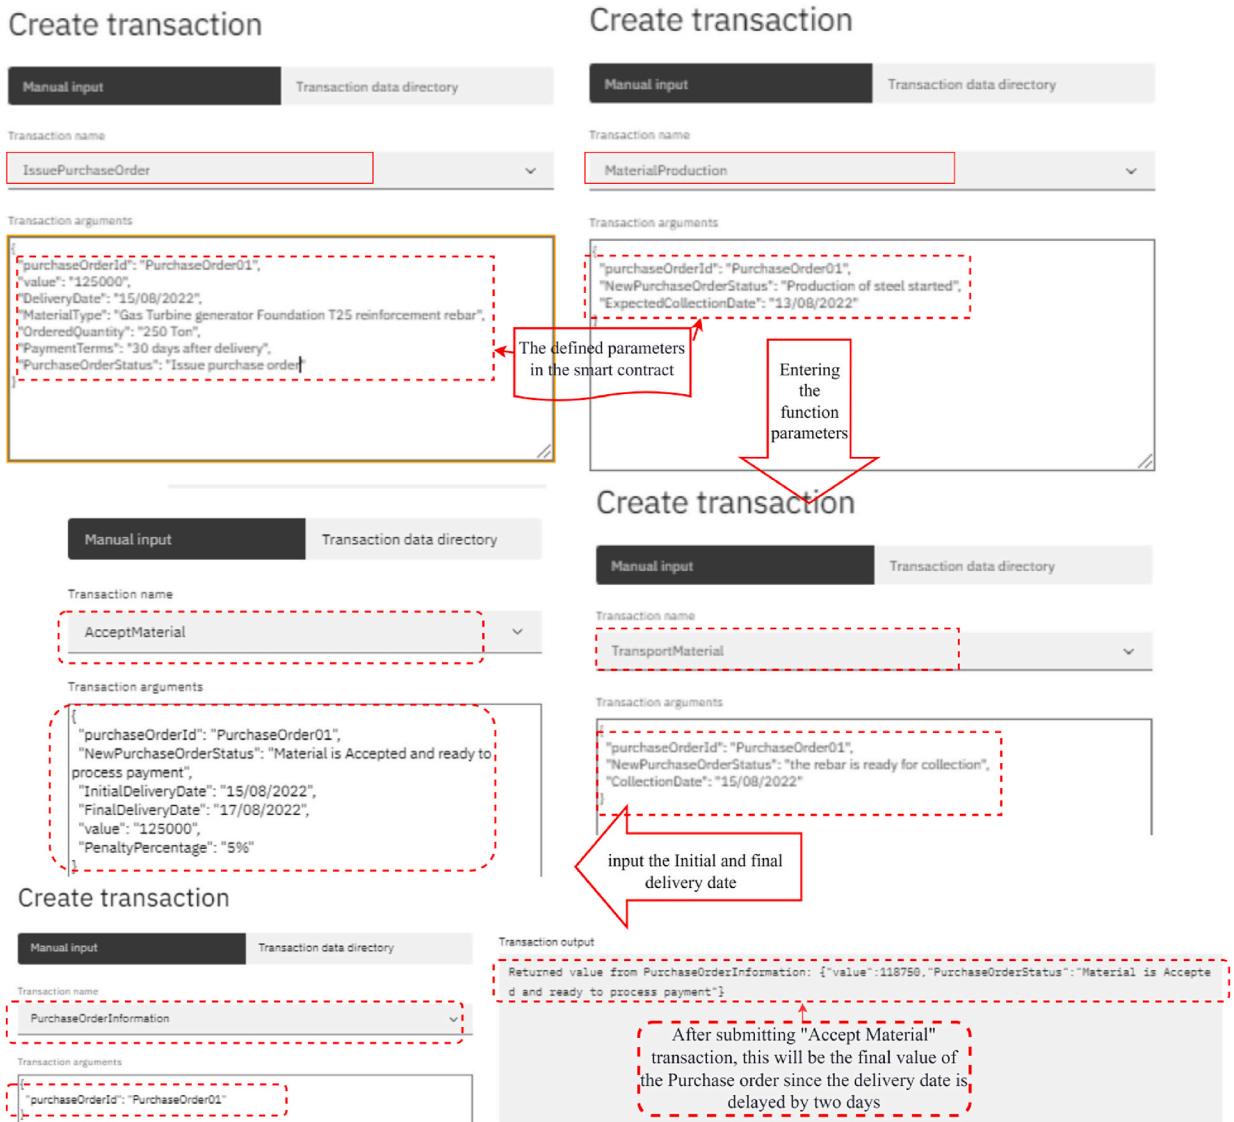 Create transaction
Manual input
Transaction data directory
Transaction name
IssuePurchaseOrder
Transaction arguments
{
"purchaseOrderId": "PurchaseOrder01",
"value": "125000",
"DeliveryDate": "15/08/2022",
"MaterialType": "Gas Turbine generator Foundation T25 reinforcement rebar",
"OrderedQuantity": "250 Ton",
"PaymentTerms": "30 days after delivery",
"PurchaseOrderStatus": "Issue purchase order"
}
Create transaction
Manual input
Transaction data directory
Transaction name
MaterialProduction
Transaction arguments
{
"purchaseOrderId": "PurchaseOrder01",
"NewPurchaseOrderStatus": "Production of steel started",
"ExpectedCollectionDate": "13/08/2022"
}
The defined parameters
in the smart contract
Entering
the
function
parameters
Create transaction
Manual input
Transaction data directory
Transaction name
TransportMaterial
Transaction arguments
{
"purchaseOrderId": "PurchaseOrder01",
"NewPurchaseOrderStatus": "the rebar is ready for collection",
"CollectionDate": "15/08/2022"
}
input the Initial and final
delivery date
Manual input
Transaction data directory
Transaction name
AcceptMaterial
Transaction arguments
{
"purchaseOrderId": "PurchaseOrder01",
"NewPurchaseOrderStatus": "Material is Accepted and ready to
process payment",
"InitialDeliveryDate": "15/08/2022",
"FinalDeliveryDate": "17/08/2022",
"value": "125000",
"PenaltyPercentage": "5%"
}
Create transaction
Manual input
Transaction data directory
Transaction name
PurchaseOrderInformation
Transaction arguments
{
"purchaseOrderId": "PurchaseOrder01"
}
Transaction output
Returned value from PurchaseOrderInformation: {"value":118750,"PurchaseOrderStatus":"Material is Accepte
d and ready to process payment"}
After submitting "Accept Material"
transaction, this will be the final value of
the Purchase order since the delivery date is
delayed by two days